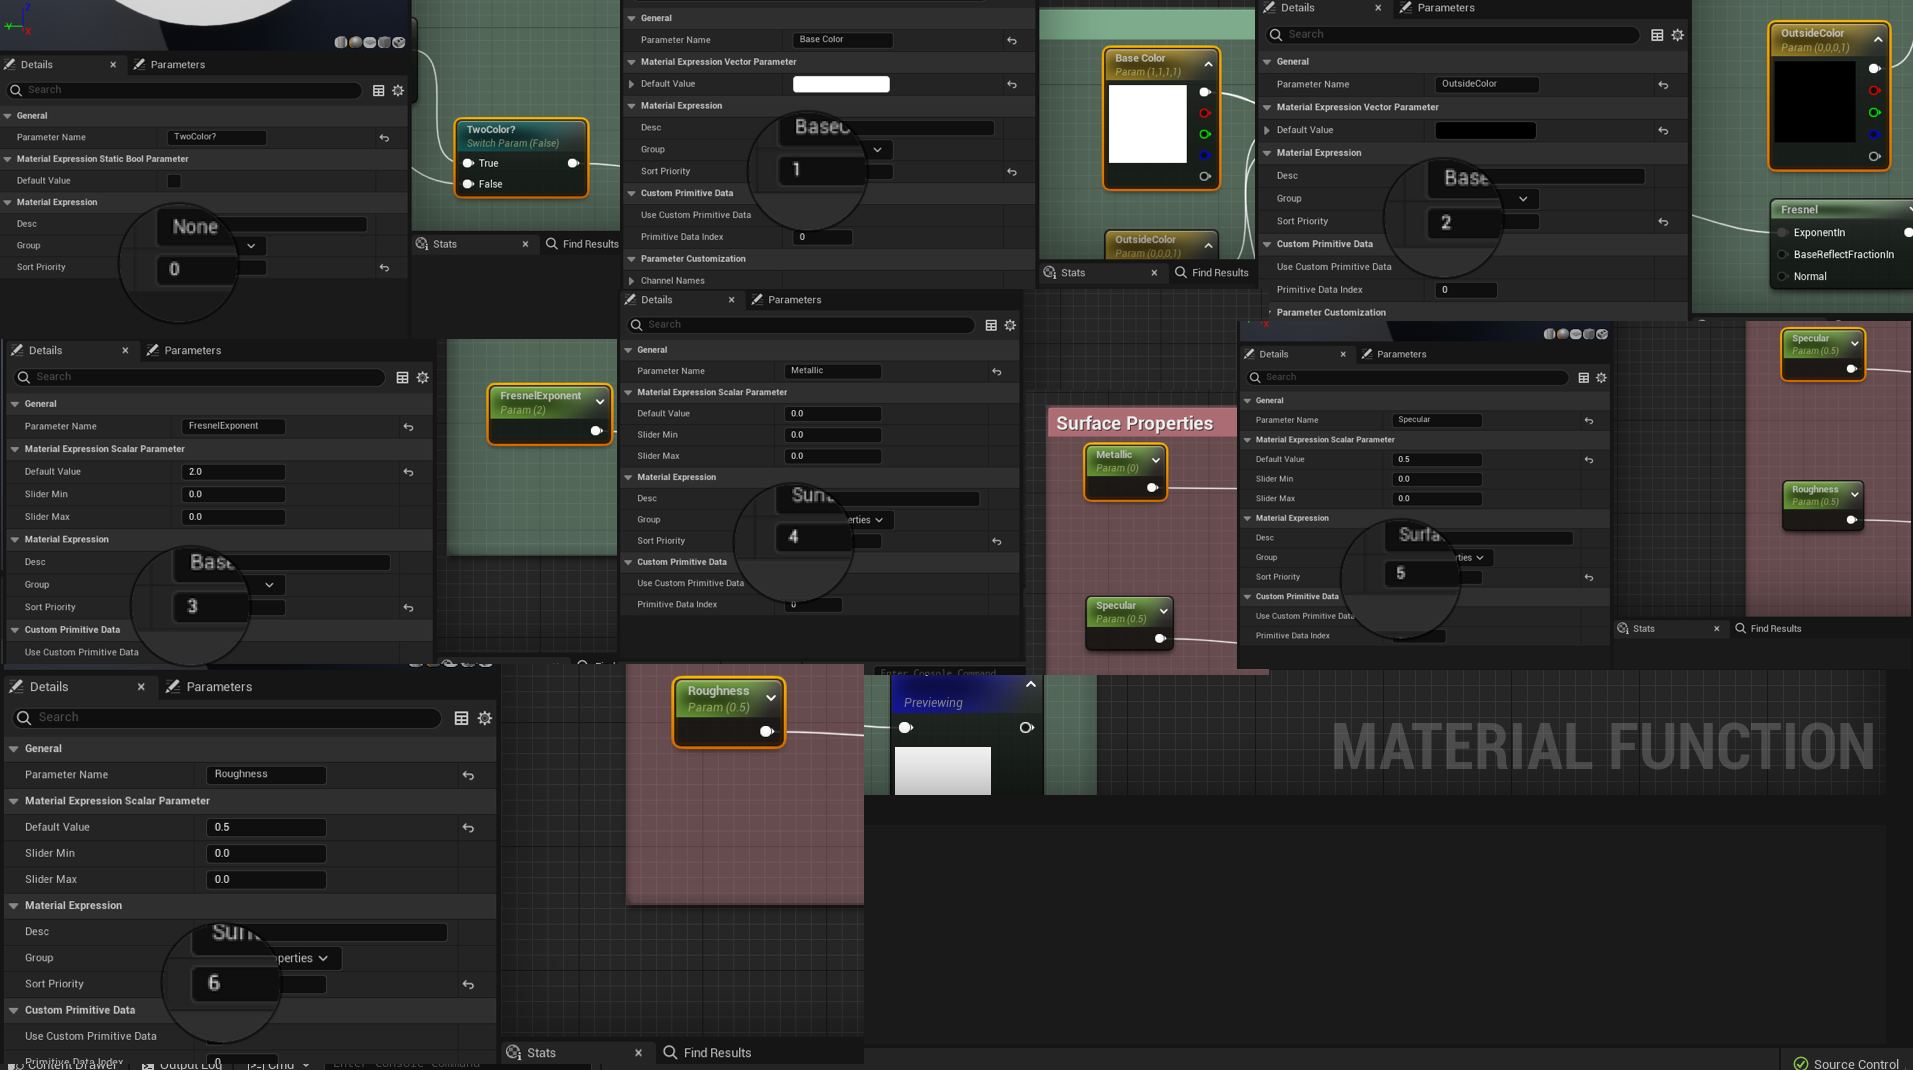 Details
Parameters
Search
General
Parameter Name TwoColor?
Material Expression Static Bool Parameter
Default Value
Material Expression
Desc
None
Group
Sort Priority 0
TwoColor?
Switch Param (False)
True
False
Stats
Find Results
General
Parameter Name Base Color
Material Expression Vector Parameter
Default Value
Material Expression
Desc
Group
Sort Priority 1
Custom Primitive Data
Use Custom Primitive Data
Primitive Data Index 0
Parameter Customization
Channel Names
Base Color
Param (1,1,1,1)
OutsideColor
Param (0,0,0,1)
Stats
Find Results
Details
Parameters
Search
General
Parameter Name OutsideColor
Material Expression Vector Parameter
Default Value
Material Expression
Desc
Group
Sort Priority 2
Custom Primitive Data
Use Custom Primitive Data
Primitive Data Index 0
Parameter Customization
OutsideColor
Param (0,0,0,1)
Fresnel
ExponentIn
BaseReflectFractionIn
Normal
Details
Parameters
Search
General
Parameter Name FresnelExponent
Material Expression Scalar Parameter
Default Value 2.0
Slider Min 0.0
Slider Max 0.0
Material Expression
Desc
Group
Sort Priority 3
Custom Primitive Data
Use Custom Primitive Data
FresnelExponent
Param (2)
Details
Parameters
Search
General
Parameter Name Metallic
Material Expression Scalar Parameter
Default Value 0.0
Slider Min 0.0
Slider Max 0.0
Material Expression
Desc
Group erties
Sort Priority 4
Custom Primitive Data
Use Custom Primitive Data
Primitive Data Index 0
Surface Properties
Metallic
Param (0)
Specular
Param (0.5)
Details
Parameters
Search
General
Parameter Name Specular
Material Expression Scalar Parameter
Default Value 0.5
Slider Min 0.0
Slider Max 0.0
Material Expression
Desc
Group
Sort Priority 5
Custom Primitive Data
Use Custom Primitive Data
Primitive Data Index
Specular
Param (0.5)
Roughness
Param (0.5)
Stats
Find Results
Details
Parameters
Search
General
Parameter Name Roughness
Material Expression Scalar Parameter
Default Value 0.5
Slider Min 0.0
Slider Max 0.0
Material Expression
Desc
Group perties
Sort Priority 6
Custom Primitive Data
Use Custom Primitive Data
Primitive Data Index 0
Roughness
Param (0.5)
Stats
Find Results
Enter Console Command
Previewing
MATERIAL FUNCTION
Content Drawer
Output Log
Cmd
Enter Console Command
Source Control